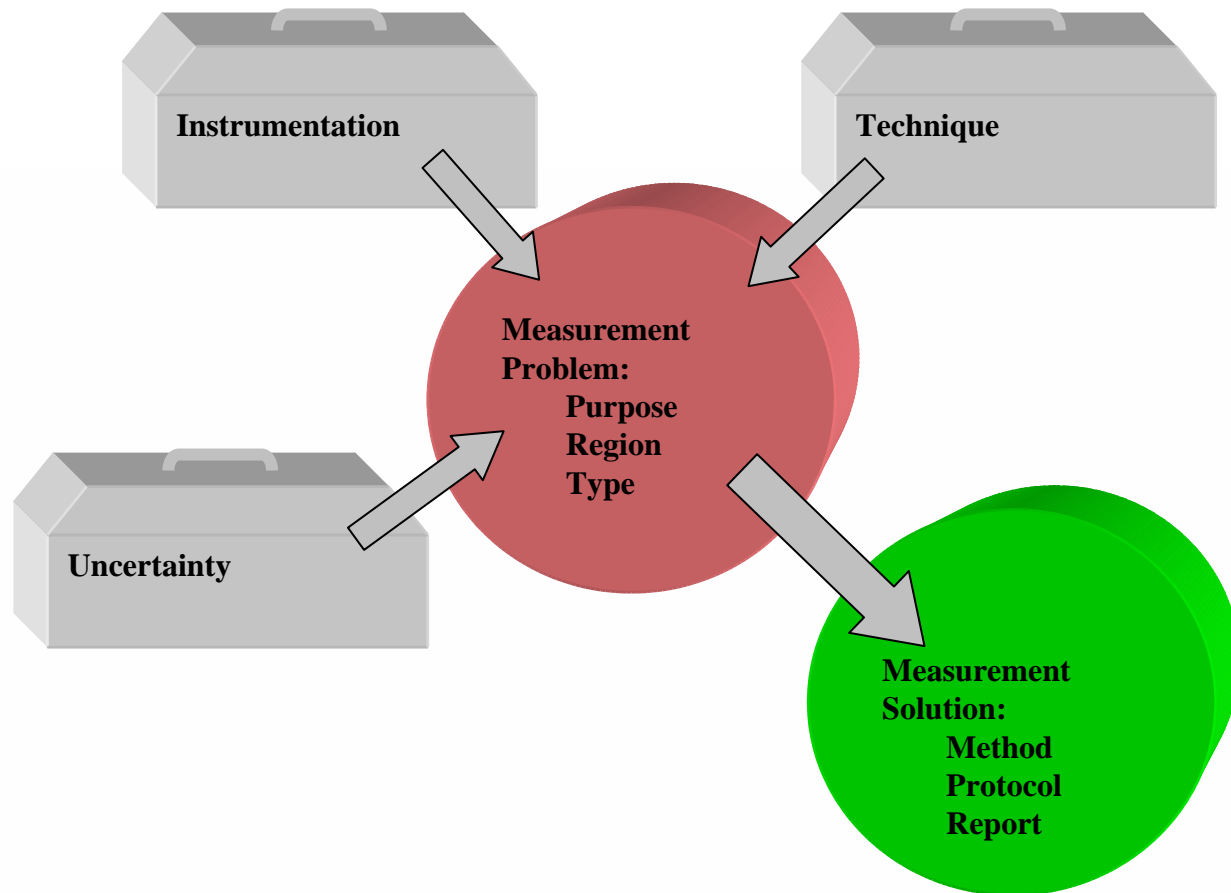 Instrumentation
Technique
Measurement
Problem:
Purpose
Region
Type
Uncertainty
Measurement
Solution:
Method
Protocol
Report